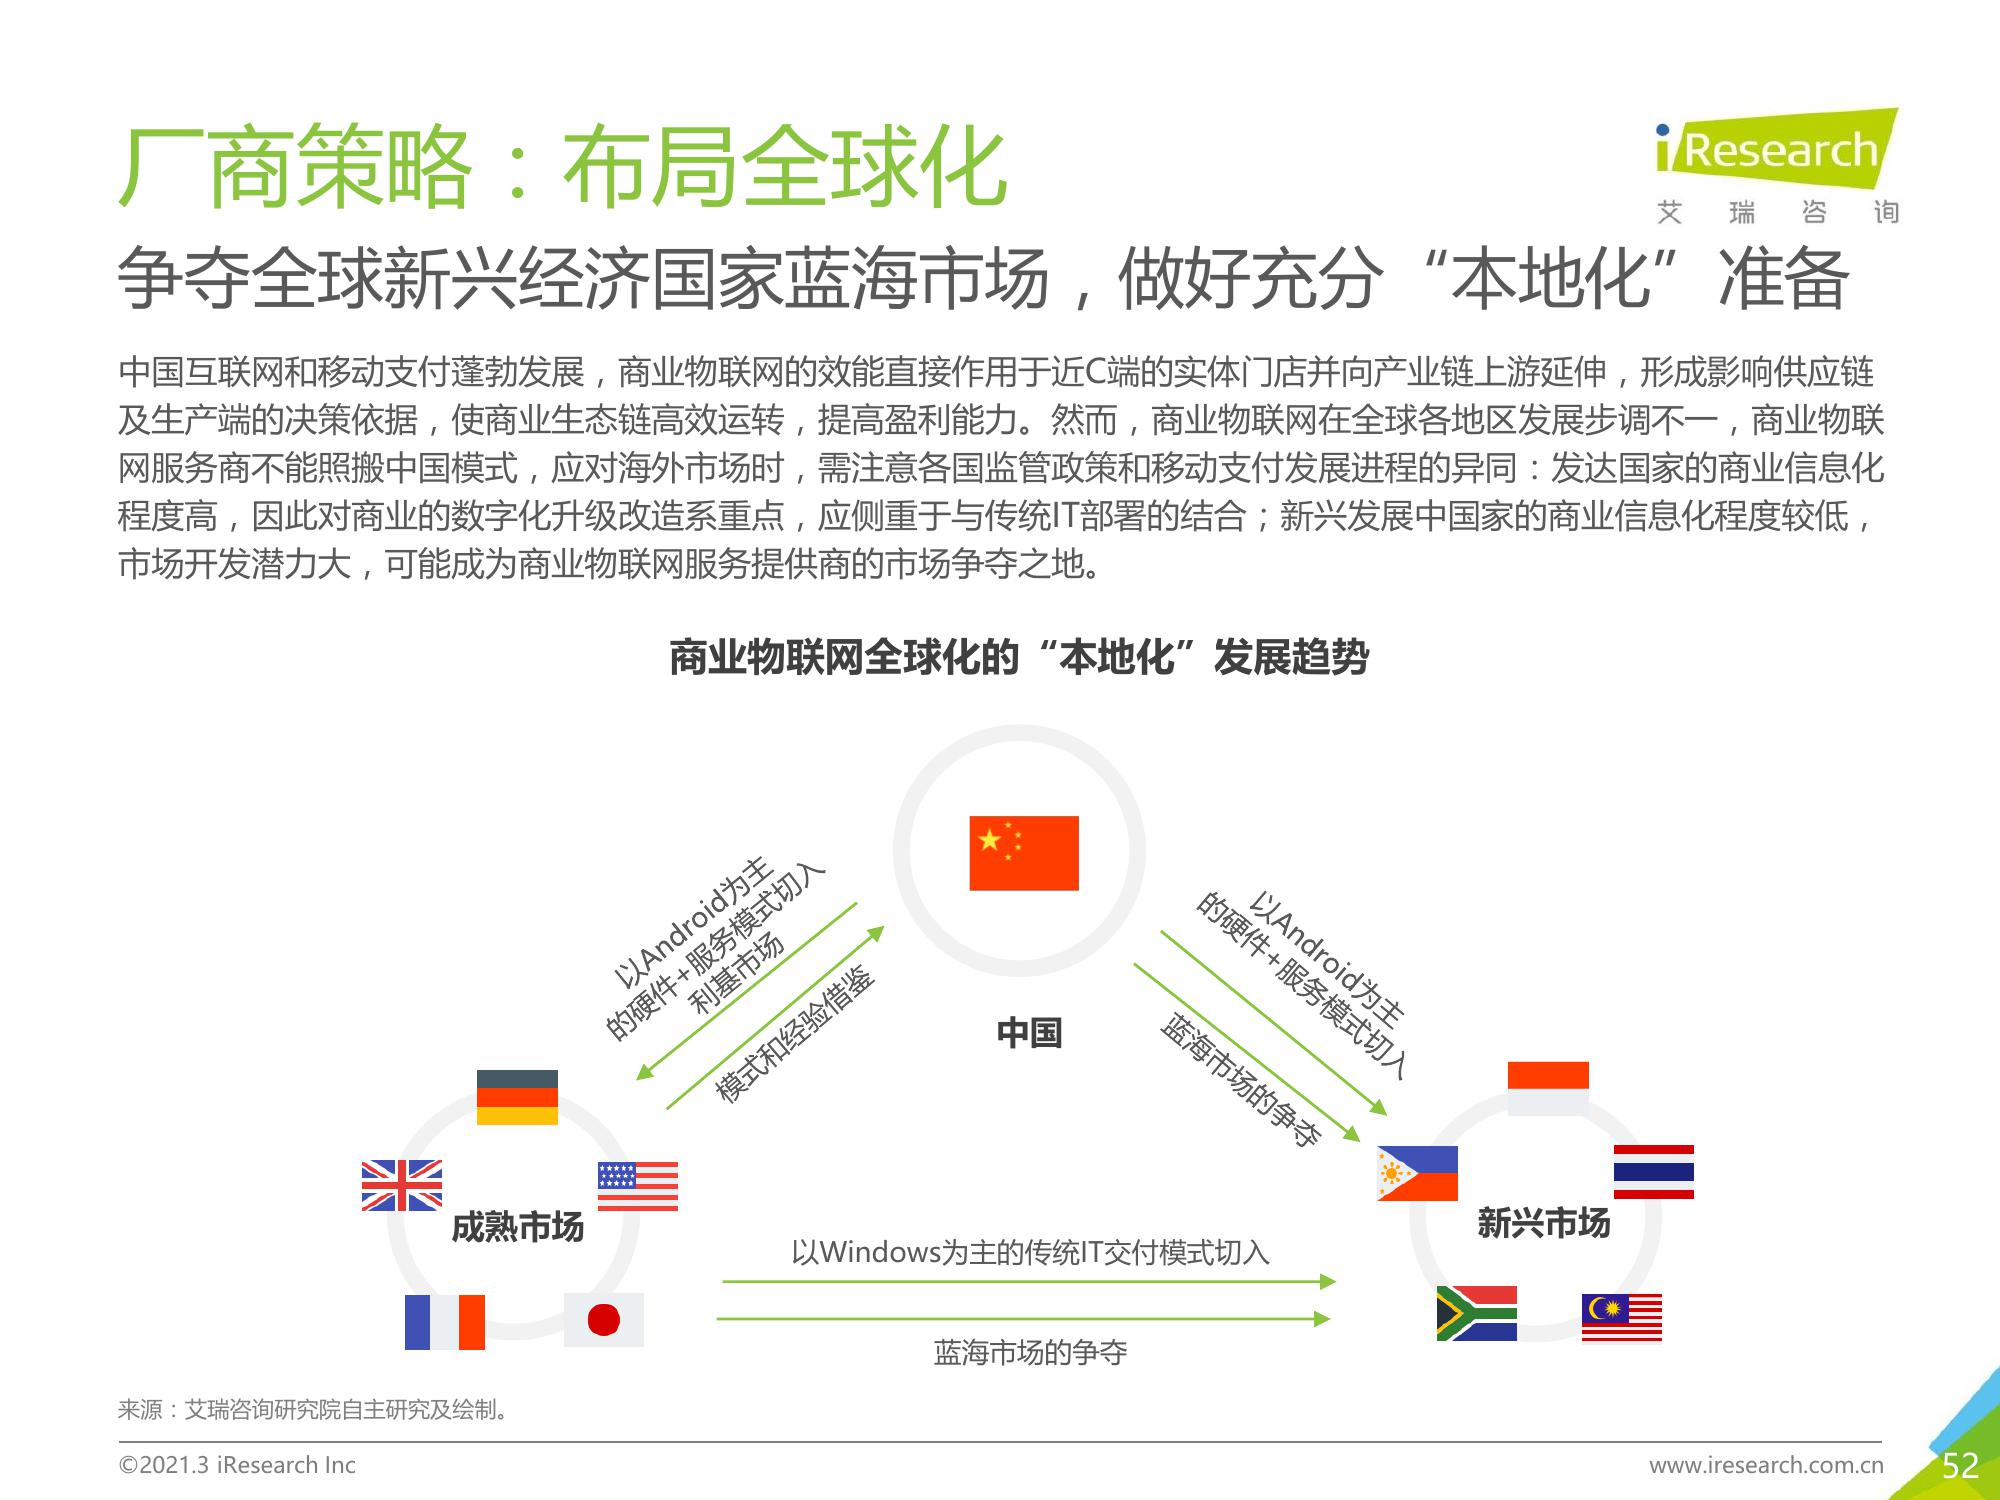 厂商策略：布局全球化
iResearch
艾瑞咨询
争夺全球新兴经济国家蓝海市场，做好充分“本地化”准备
中国互联网和移动支付蓬勃发展，商业物联网的效能直接作用于近C端的实体门店并向产业链上游延伸，形成影响供应链
及生产端的决策依据，使商业生态链高效运转，提高盈利能力。然而，商业物联网在全球各地区发展步调不一，商业物联
网服务商不能照搬中国模式，应对海外市场时，需注意各国监管政策和移动支付发展进程的异同：发达国家的商业信息化
程度高，因此对商业的数字化升级改造系重点，应侧重于与传统IT部署的结合；新兴发展中国家的商业信息化程度较低，
市场开发潜力大，可能成为商业物联网服务提供商的市场争夺之地。
商业物联网全球化的“本地化”发展趋势
以Android为主
的硬件+服务模式切入
利基市场
模式和经验借鉴
中国
以Android为主
的硬件+服务模式切入
蓝海市场的争夺
成熟市场
新兴市场
以Windows为主的传统IT交付模式切入
蓝海市场的争夺
来源：艾瑞咨询研究院自主研究及绘制。
©2021.3 iResearch Inc
www.iresearch.com.cn
52